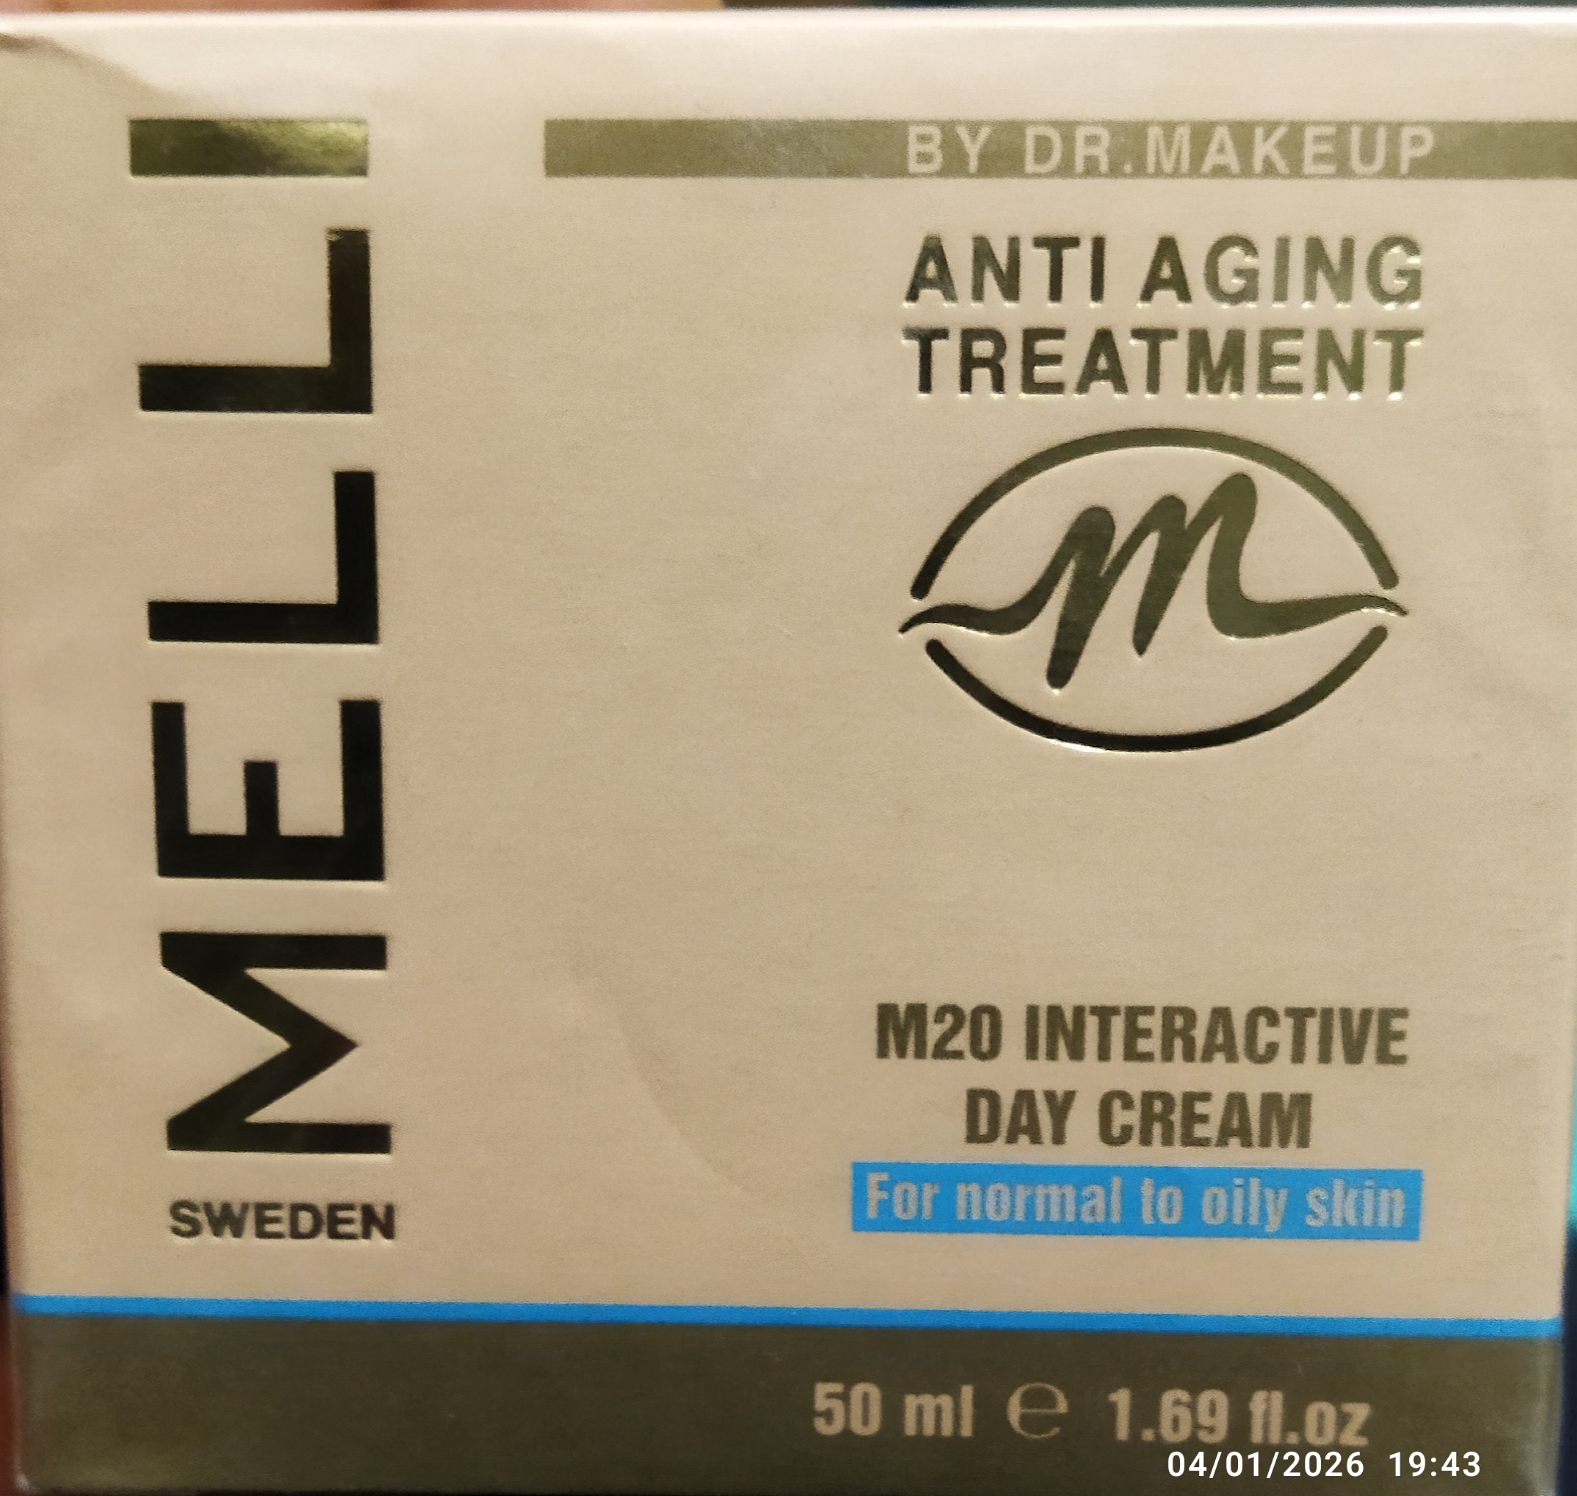 MELLI
SWEDEN
BY DR.MAKEUP
ANTI AGING
TREATMENT
m
M20 INTERACTIVE
DAY CREAM
For normal to oily skin
50 ml ℮ 1.69 fl.oz
04/01/2026 19:43